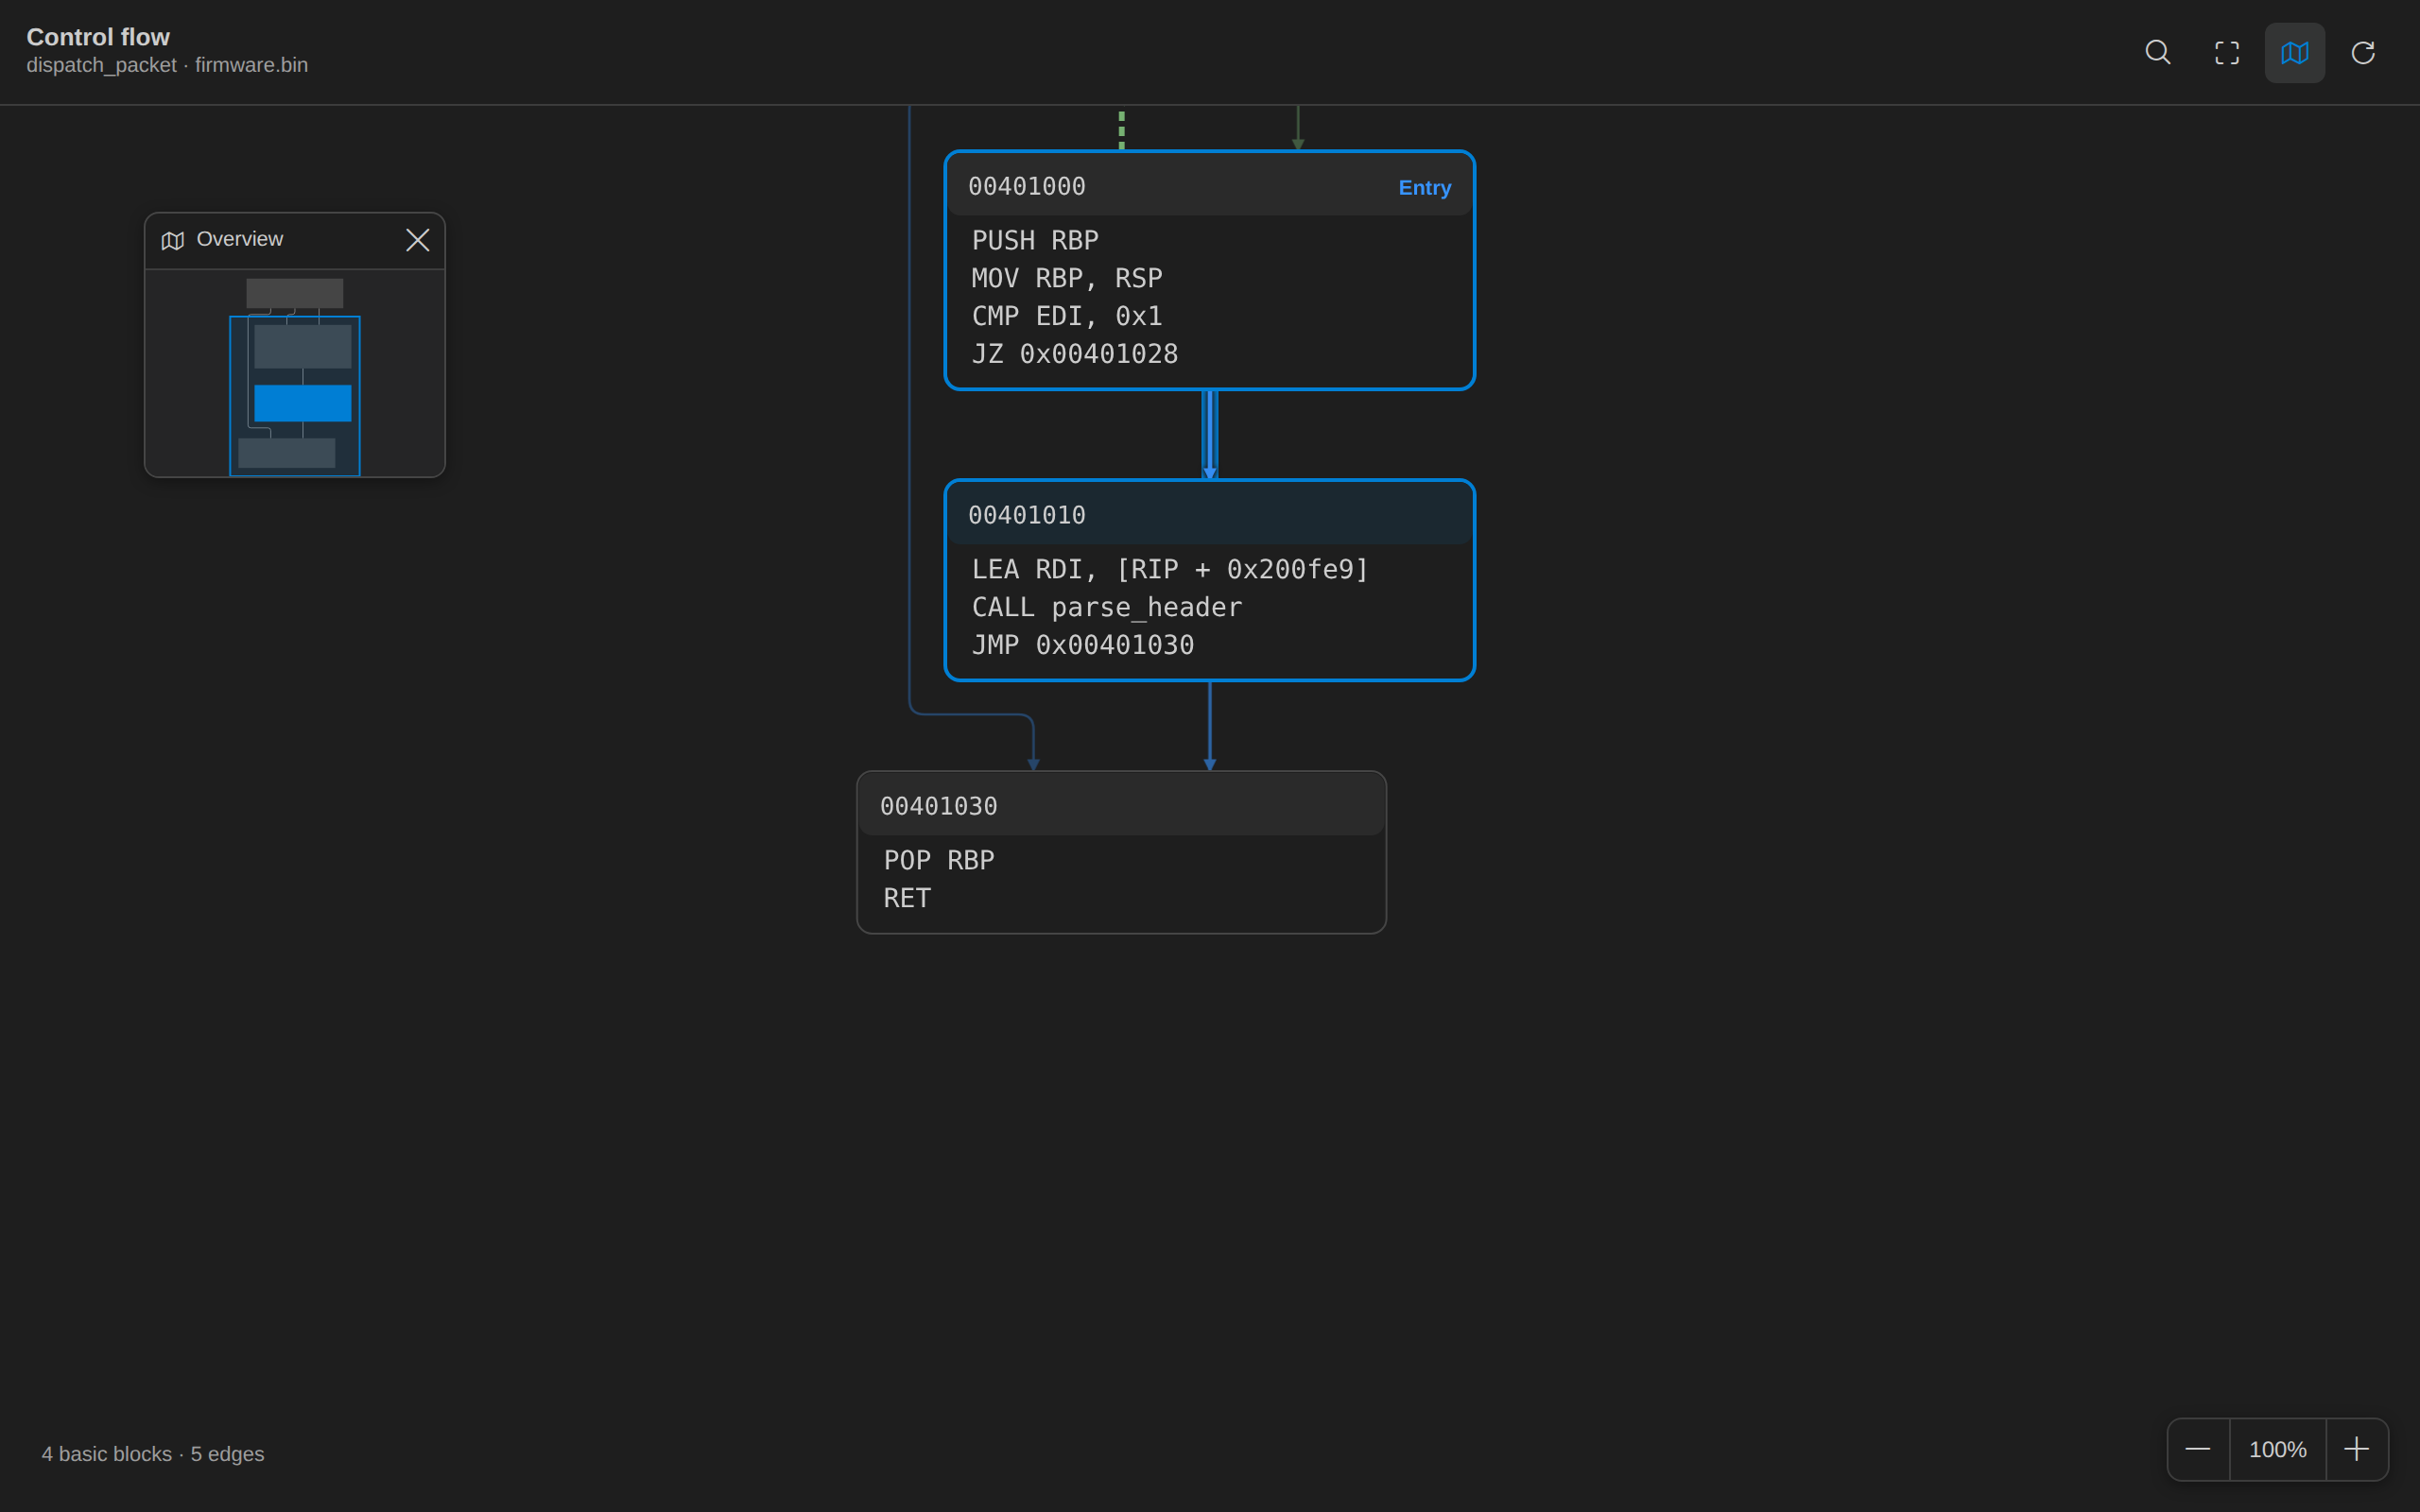 Control flow
dispatch_packet · firmware.bin
Overview
00401000
Entry
PUSH RBP
MOV RBP, RSP
CMP EDI, 0x1
JZ 0x00401028
00401010
LEA RDI, [RIP + 0x200fe9]
CALL parse_header
JMP 0x00401030
00401030
POP RBP
RET
4 basic blocks · 5 edges
100%